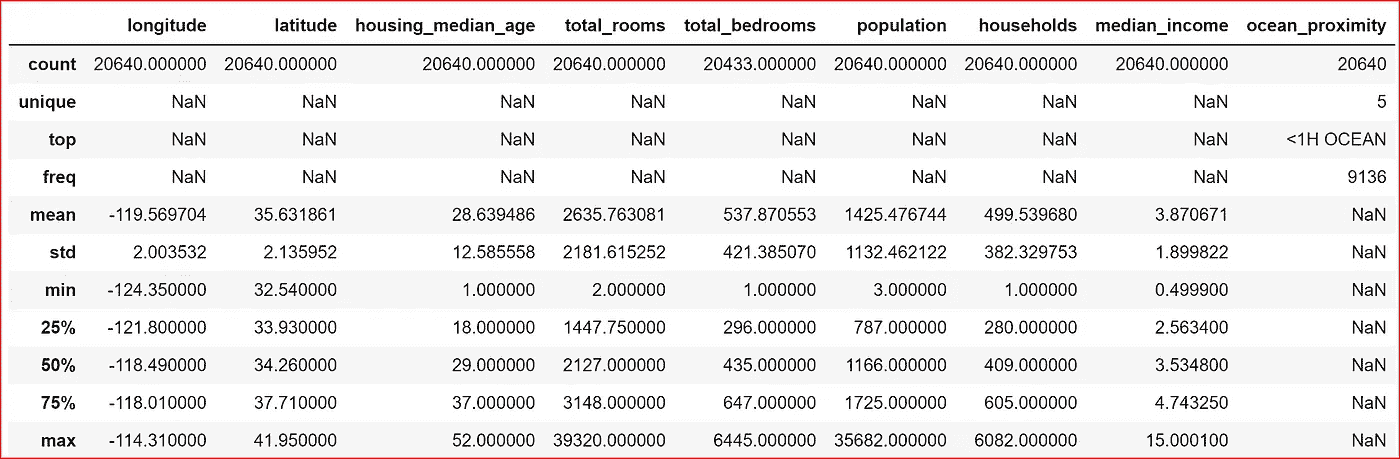 longitude latitude housing_median_age total_rooms total_bedrooms population households median_income ocean_proximity
count 20640.000000 20640.000000 20640.000000 20640.000000 20433.000000 20640.000000 20640.000000 20640.000000 20640
unique NaN NaN NaN NaN NaN NaN NaN NaN 5
top NaN NaN NaN NaN NaN NaN NaN NaN <1H OCEAN
freq NaN NaN NaN NaN NaN NaN NaN NaN 9136
mean -119.569704 35.631861 28.639486 2635.763081 537.870553 1425.476744 499.539680 3.870671 NaN
std 2.003532 2.135952 12.585558 2181.615252 421.385070 1132.462122 382.329753 1.899822 NaN
min -124.350000 32.540000 1.000000 2.000000 1.000000 3.000000 1.000000 0.499900 NaN
25% -121.800000 33.930000 18.000000 1447.750000 296.000000 787.000000 280.000000 2.563400 NaN
50% -118.490000 34.260000 29.000000 2127.000000 435.000000 1166.000000 409.000000 3.534800 NaN
75% -118.010000 37.710000 37.000000 3148.000000 647.000000 1725.000000 605.000000 4.743250 NaN
max -114.310000 41.950000 52.000000 39320.000000 6445.000000 35682.000000 6082.000000 15.000100 NaN